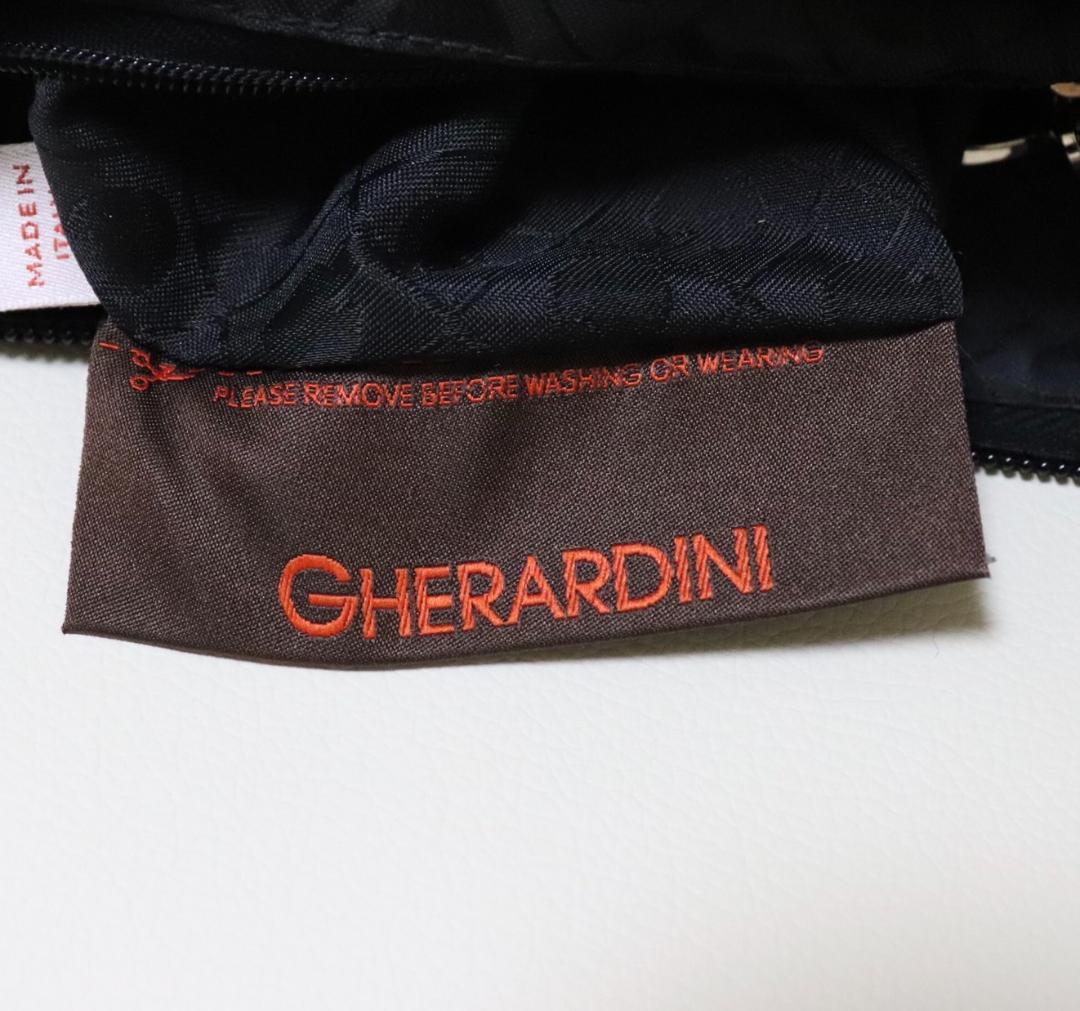 MADE IN
PLEASE REMOVE BEFORE WASHING OR WEARING
GHERARDINI